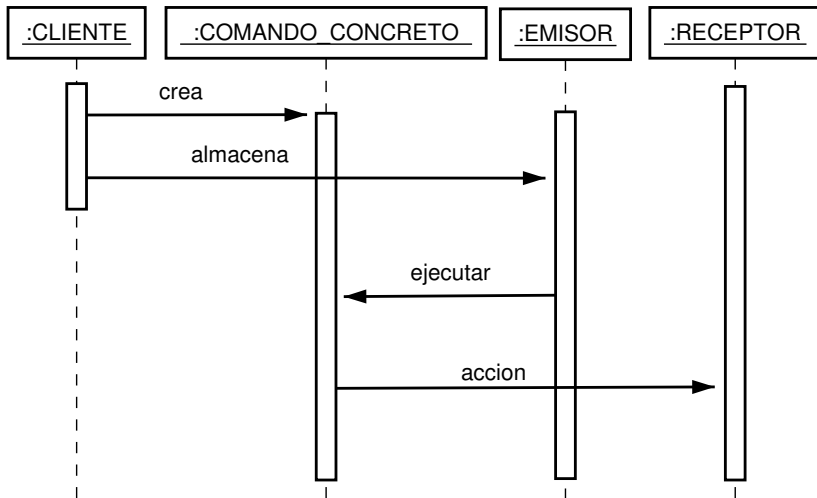 :CLIENTE
:COMANDO_CONCRETO
:EMISOR
:RECEPTOR
crea
almacena
ejecutar
accion